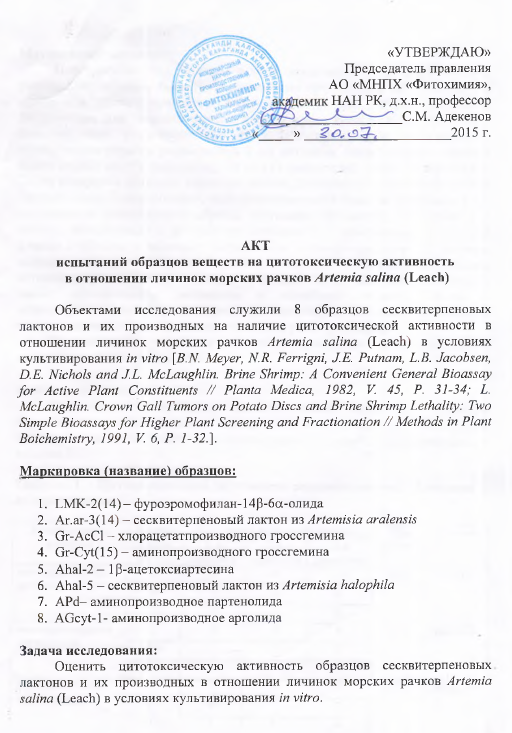 «УТВЕРЖДАЮ»
Председатель правления
АО «МНПХ «Фитохимия»,
академик НАН РК, д.х.н., профессор
С.М. Адекенов
« » 30.07. 2015 г.
МЕЖДУНАРОДНЫЙ
НАУЧНО-
ПРОИЗВОДСТВЕННЫЙ
ХОЛДИНГ
"ФИТОХИМИЯ"
АКТ
испытаний образцов веществ на цитотоксическую активность
в отношении личинок морских рачков Artemia salina (Leach)
Объектами исследования служили 8 образцов сесквитерпеновых
лактонов и их производных на наличие цитотоксической активности в
отношении личинок морских рачков Artemia salina (Leach) в условиях
культивирования in vitro [B.N. Meyer, N.R. Ferrigni, J.E. Putnam, L.B. Jacobsen,
D.E. Nichols and J.L. McLaughlin. Brine Shrimp: A Convenient General Bioassay
for Active Plant Constituents // Planta Medica, 1982, V. 45, P. 31-34; L.
McLaughlin. Crown Gall Tumors on Potato Discs and Brine Shrimp Lethality: Two
Simple Bioassays for Higher Plant Screening and Fractionation // Methods in Plant
Boichemistry, 1991, V. 6, P. 1-32.].
Маркировка (название) образцов:
1. LMK-2(14) – фуроэромофилан-14β-6α-олида
2. Ar.ar-3(14) – сесквитерпеновый лактон из Artemisia aralensis
3. Gr-AcCl – хлорацетатпроизводного гроссгемина
4. Gr-Cyt(15) – аминопроизводного гроссгемина
5. Ahal-2 – 1β-ацетоксиартесина
6. Ahal-5 – сесквитерпеновый лактон из Artemisia halophila
7. APd– аминопроизводное партенолида
8. AGcyt-1- аминопроизводное арголида
Задача исследования:
Оценить цитотоксическую активность образцов сесквитерпеновых
лактонов и их производных в отношении личинок морских рачков Artemia
salina (Leach) в условиях культивирования in vitro.